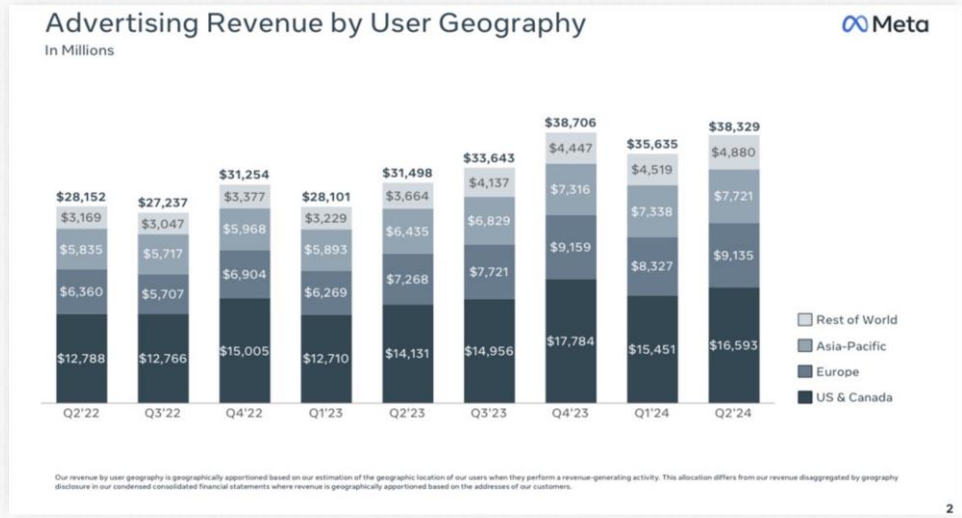 Advertising Revenue by User Geography
In Millions
Meta
$28,152
$3,169
$5,835
$6,360
$12,788
$27,237
$3,047
$5,717
$5,707
$12,766
$31,254
$3,377
$5,968
$6,904
$15,005
$28,101
$3,229
$5,893
$6,269
$12,710
$31,498
$3,664
$6,435
$7,268
$14,131
$33,643
$4,137
$6,829
$7,721
$14,956
$38,706
$4,447
$7,316
$9,159
$17,784
$35,635
$4,519
$7,338
$8,327
$15,451
$38,329
$4,880
$7,721
$9,135
$16,593
Rest of World
Asia-Pacific
Europe
US & Canada
Q2'22
Q3'22
Q4'22
Q1'23
Q2'23
Q3'23
Q4'23
Q1'24
Q2'24
Our revenue by user geography is geographically apportioned based on our estimation of the geographic location of our users when they perform a revenue-generating activity. This allocation differs from our revenue disaggregated by geography
disclosure in our condensed consolidated financial statements where revenue is geographically apportioned based on the addresses of our customers.
2